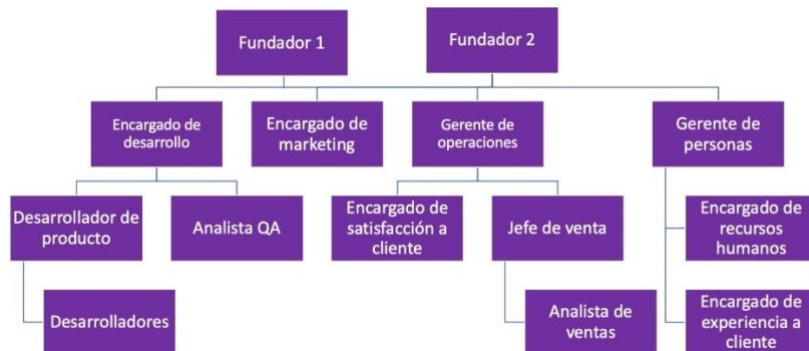 Fundador 1
Fundador 2
Encargado de
desarrollo
Encargado de
marketing
Gerente de
operaciones
Gerente de
personas
Desarrollador de
producto
Analista QA
Encargado de
satisfacción a
cliente
Jefe de venta
Encargado de
recursos
humanos
Desarrolladores
Analista de
ventas
Encargado de
experiencia a
cliente